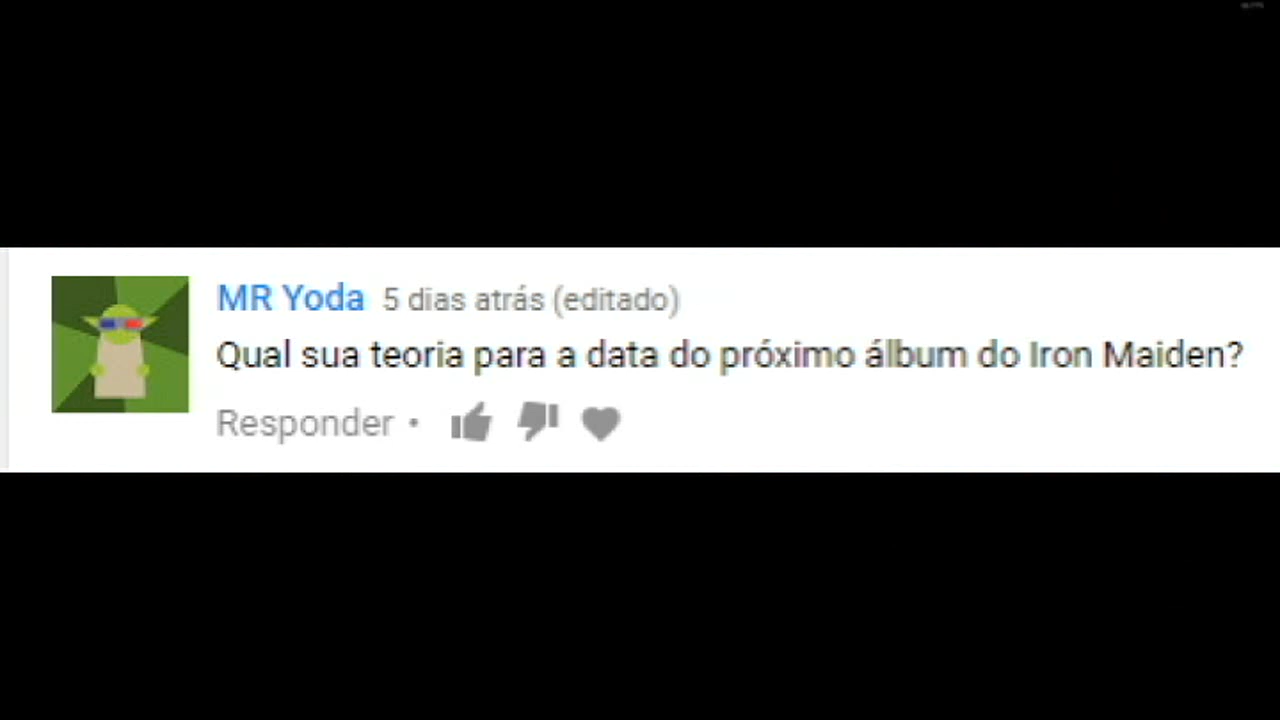 MR Yoda 5 dias atrás (editado)
Qual sua teoria para a data do próximo álbum do Iron Maiden?
Responder •